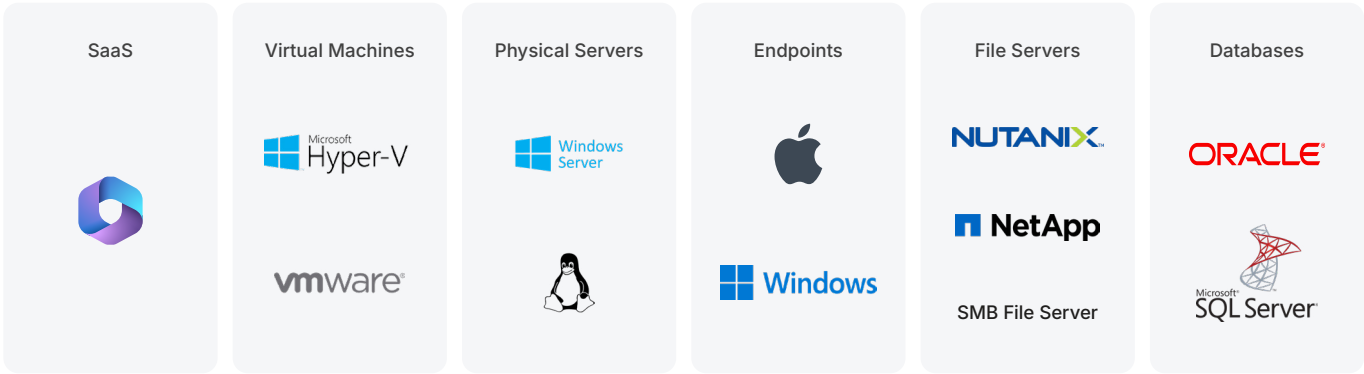 SaaS
Virtual Machines
Microsoft
Hyper-V
vmware®
Physical Servers
Windows
Server
Endpoints
Windows
File Servers
NUTANIX™
NetApp
SMB File Server
Databases
ORACLE®
Microsoft®
SQL Server®